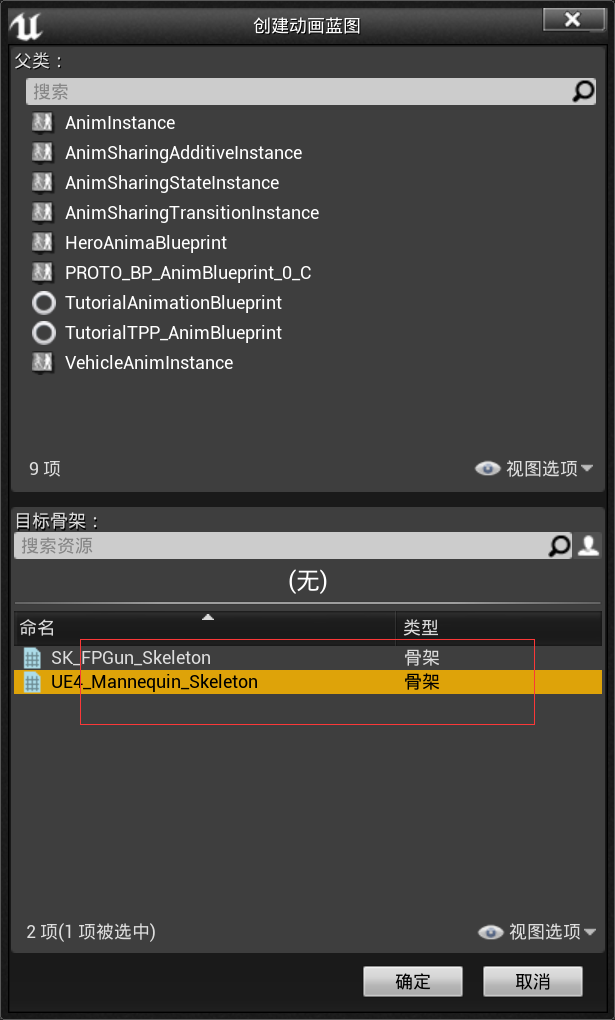 创建动画蓝图
父类：
搜索
AnimInstance
AnimSharingAdditiveInstance
AnimSharingStateInstance
AnimSharingTransitionInstance
HeroAnimaBlueprint
PROTO_BP_AnimBlueprint_0_C
TutorialAnimationBlueprint
TutorialTPP_AnimBlueprint
VehicleAnimInstance
9 项 视图选项
目标骨架：
搜索资源
(无)
命名 类型
SK_FPGun_Skeleton 骨架
UE4_Mannequin_Skeleton 骨架
2 项(1 项被选中) 视图选项
确定 取消